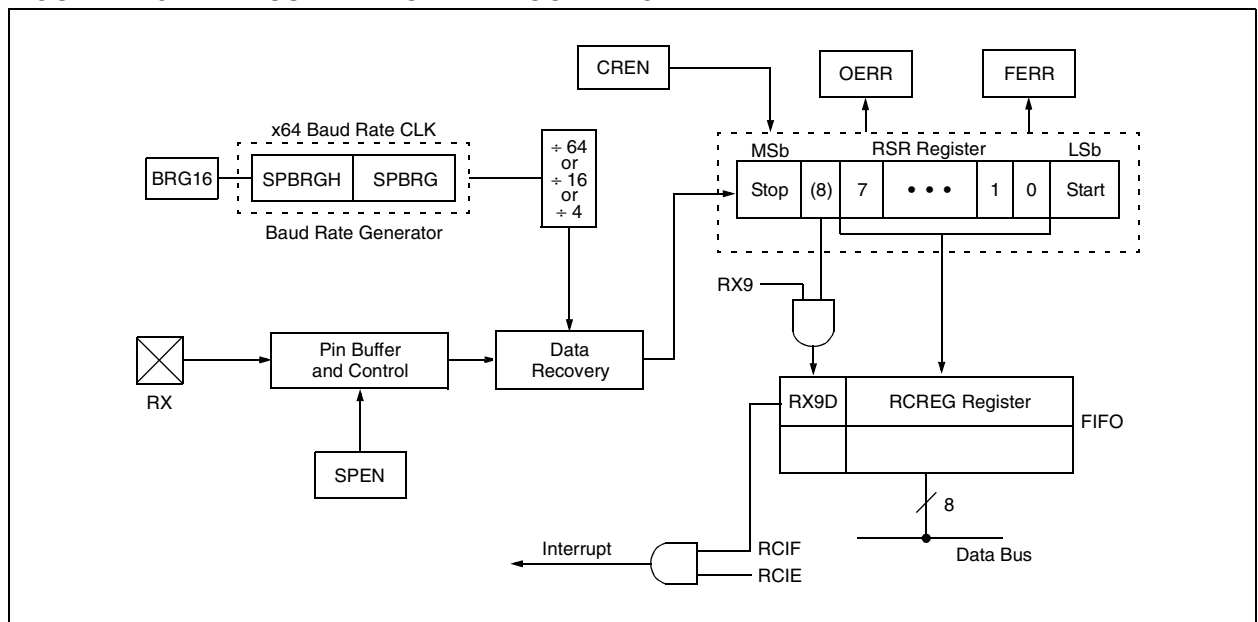 CREN
OERR
FERR
x64 Baud Rate CLK
BRG16
SPBRGH
SPBRG
Baud Rate Generator
÷ 64
or
÷ 16
or
÷ 4
MSb
RSR Register
LSb
Stop
(8)
7
• • •
1
0
Start
RX9
Pin Buffer
and Control
Data
Recovery
RX
SPEN
RX9D
RCREG Register
FIFO
8
Data Bus
Interrupt
RCIF
RCIE